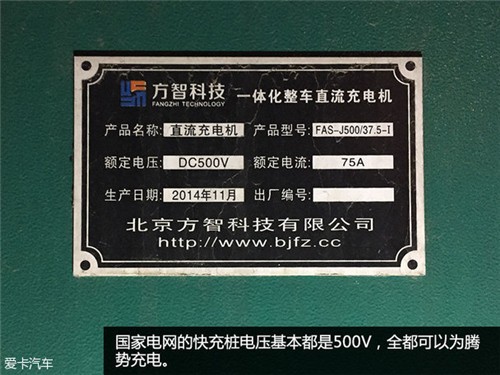 方智科技
FANGZHI TECHNOLOGY
一体化整车直流充电机
产品名称: 直流充电机 产品型号: FAS-J500/37.5-I
额定电压: DC500V 额定电流: 75A
生产日期: 2014年11月 出厂编号:
北京方智科技有限公司
http://www.bjfz.cc
国家电网的快充桩电压基本都是500V，全都可以为腾
势充电。
爱卡汽车